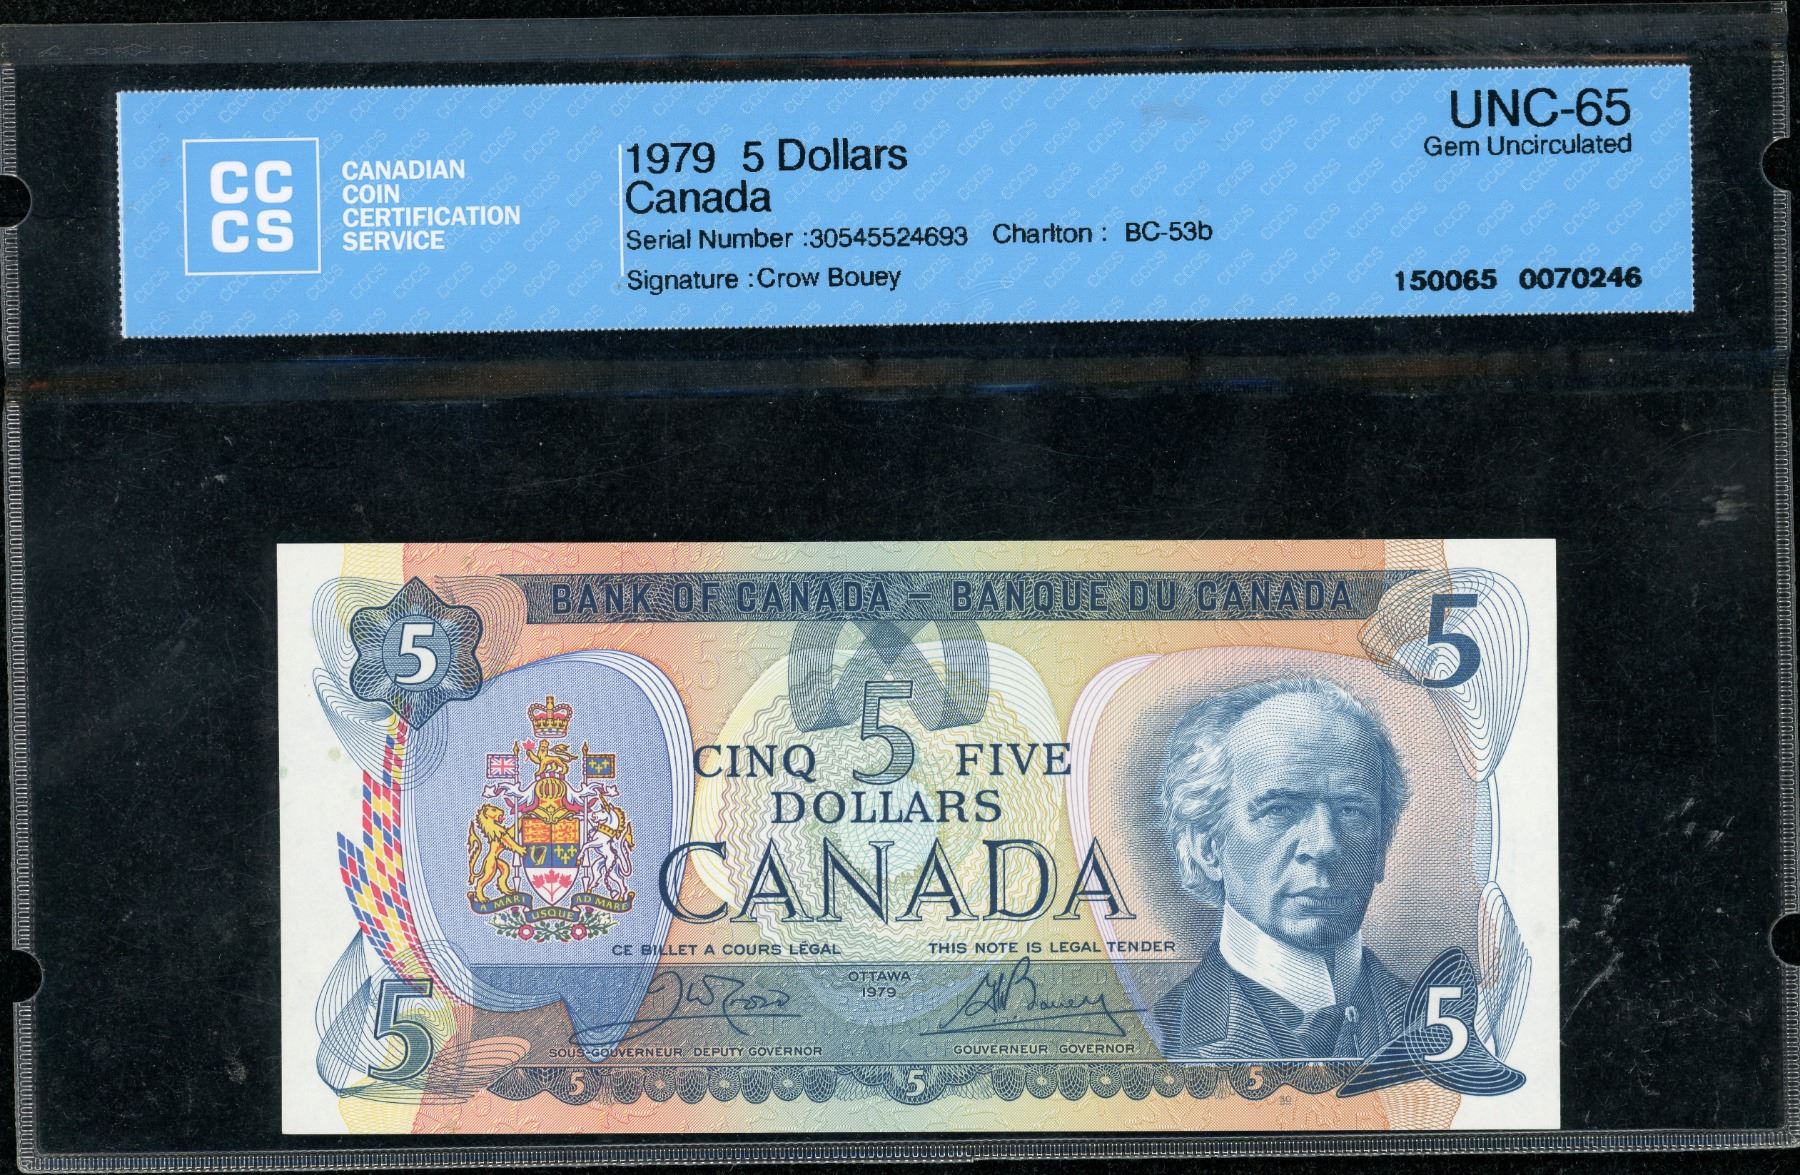 CC
CS
CANADIAN
COIN
CERTIFICATION
SERVICE
1979 5 Dollars
Canada
Serial Number :30545524693 Charlton : BC-53b
Signature :Crow Bouey
UNC-65
Gem Uncirculated
150065 0070246
BANK OF CANADA – BANQUE DU CANADA
5
5
CINQ 5 FIVE
DOLLARS
CANADA
A MARI USQUE AD MARE
CE BILLET A COURS LÉGAL THIS NOTE IS LEGAL TENDER
OTTAWA
1979
SOUS-GOUVERNEUR DEPUTY GOVERNOR GOUVERNEUR GOVERNOR
5 5
5 5 5
30